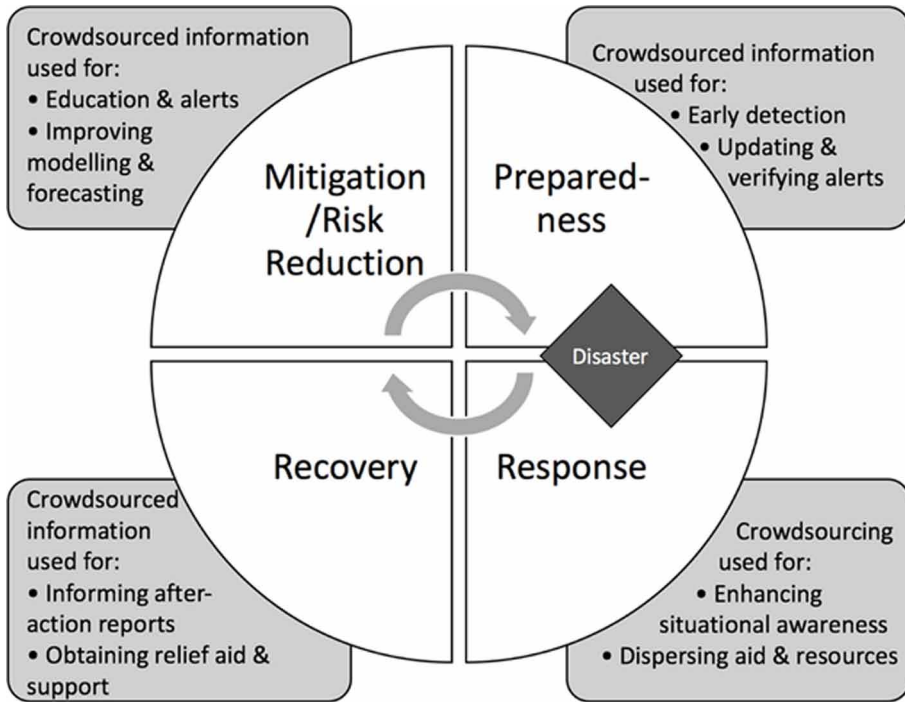 Crowdsourced information
used for:
• Education & alerts
• Improving
modelling &
forecasting
Crowdsourced information
used for:
• Early detection
• Updating &
verifying alerts
Mitigation
/Risk
Reduction
Prepared-
ness
Disaster
Recovery
Response
Crowdsourced
information
used for:
• Informing after-
action reports
• Obtaining relief aid &
support
Crowdsourcing
used for:
• Enhancing
situational awareness
• Dispersing aid & resources